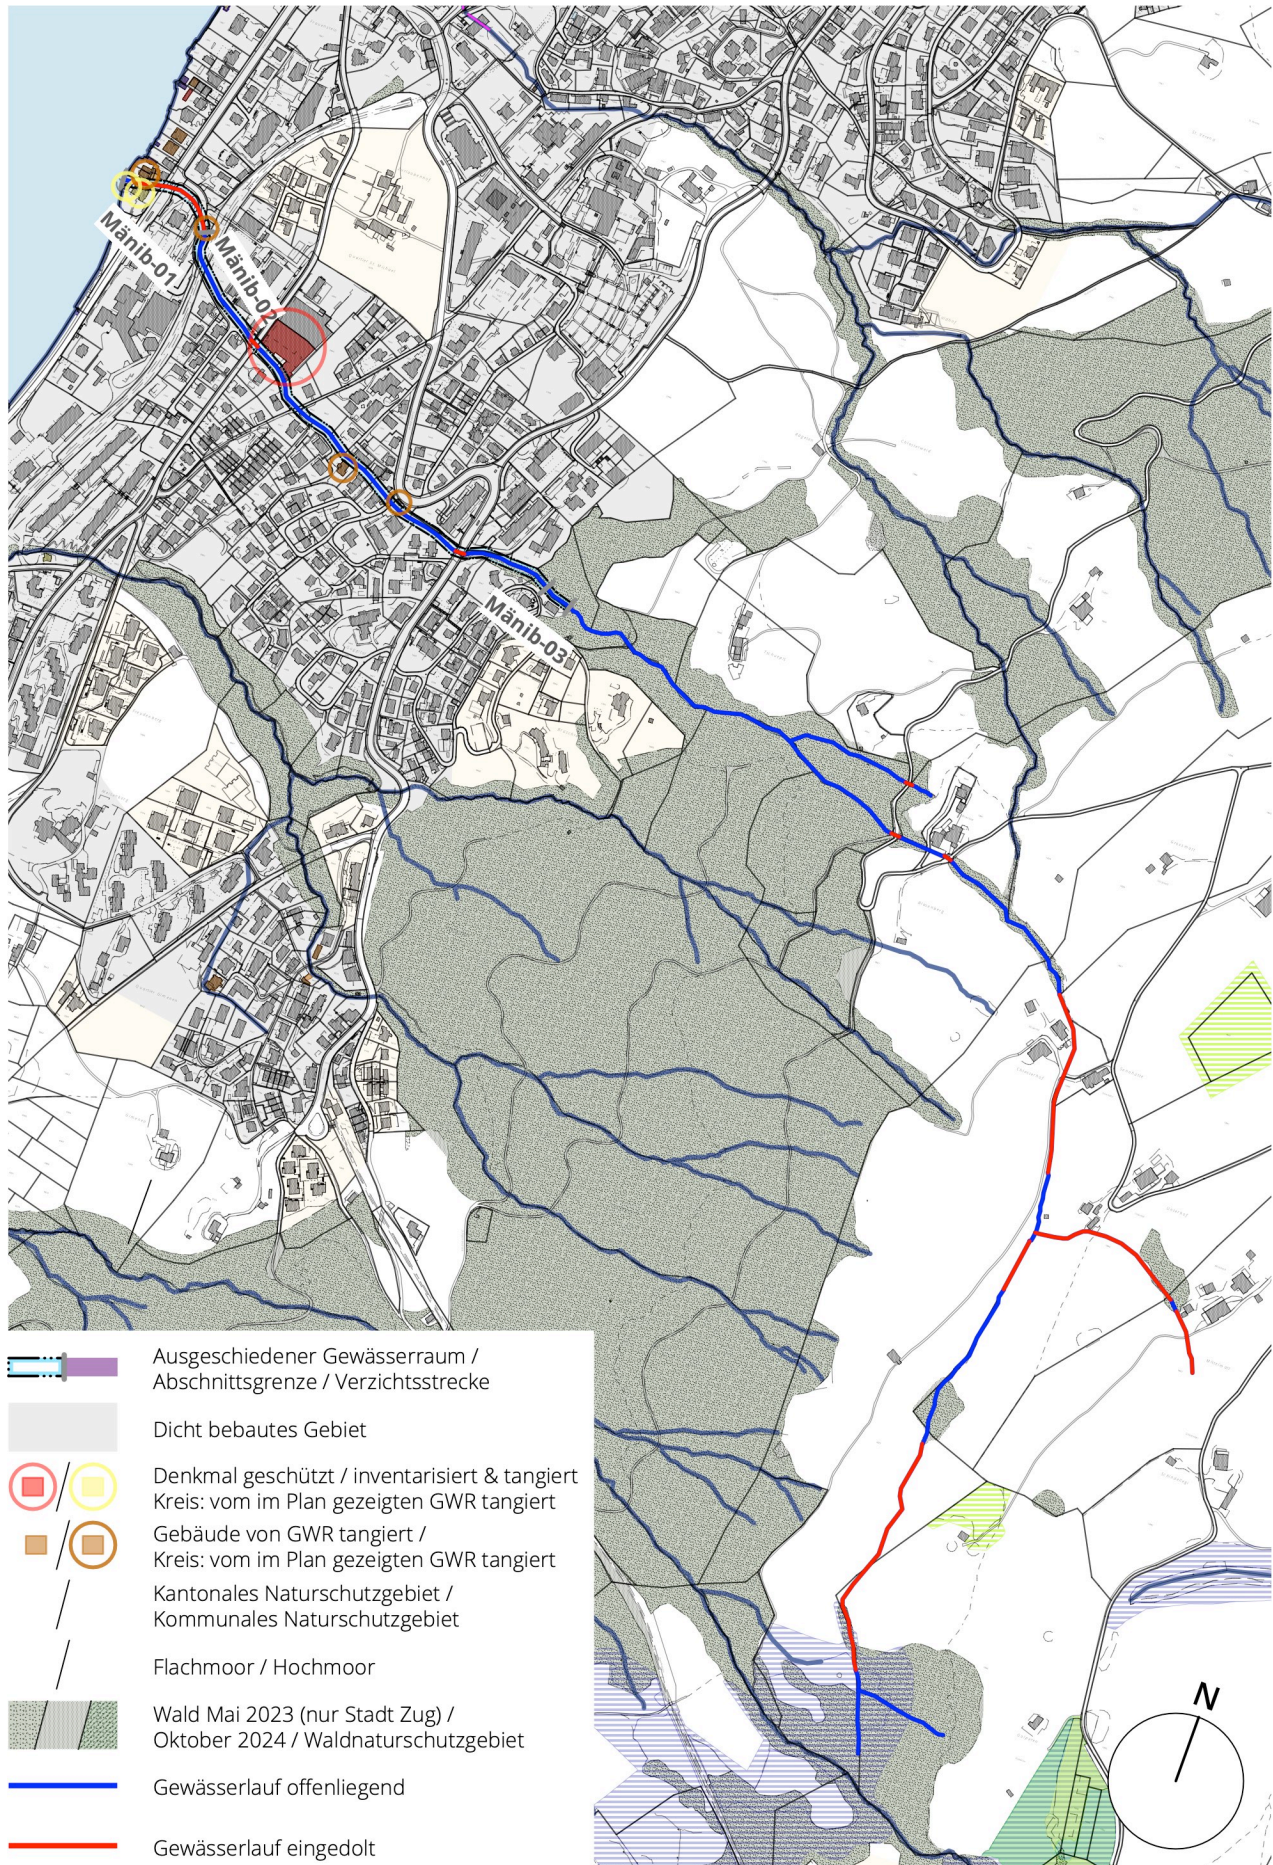 Mänib-01
Mänib-02
Mänib-03
Ausgeschiedener Gewässerraum /
Abschnittsgrenze / Verzichtsstrecke
Dicht bebautes Gebiet
Denkmal geschützt / inventarisiert & tangiert
Kreis: vom im Plan gezeigten GWR tangiert
Gebäude von GWR tangiert /
Kreis: vom im Plan gezeigten GWR tangiert
Kantonales Naturschutzgebiet /
Kommunales Naturschutzgebiet
Flachmoor / Hochmoor
Wald Mai 2023 (nur Stadt Zug) /
Oktober 2024 / Waldnaturschutzgebiet
Gewässerlauf offenliegend
Gewässerlauf eingedolt
N